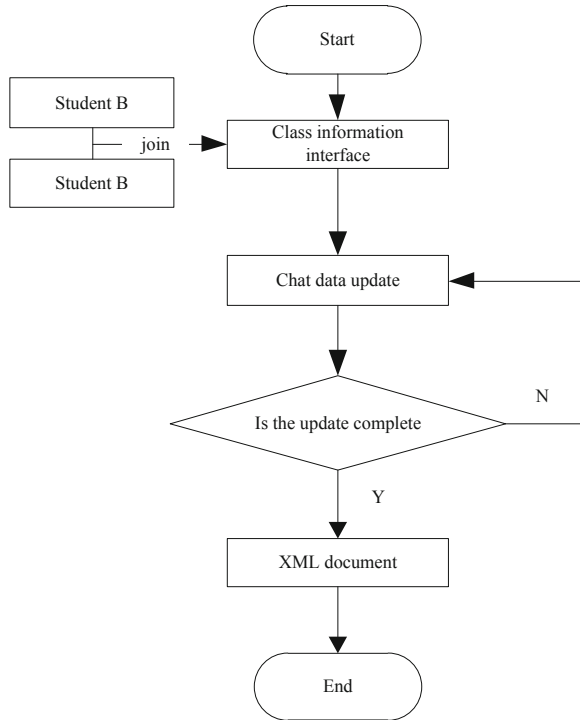 Start
Student B
join
Student B
Class information
interface
Chat data update
Is the update complete
N
Y
XML document
End